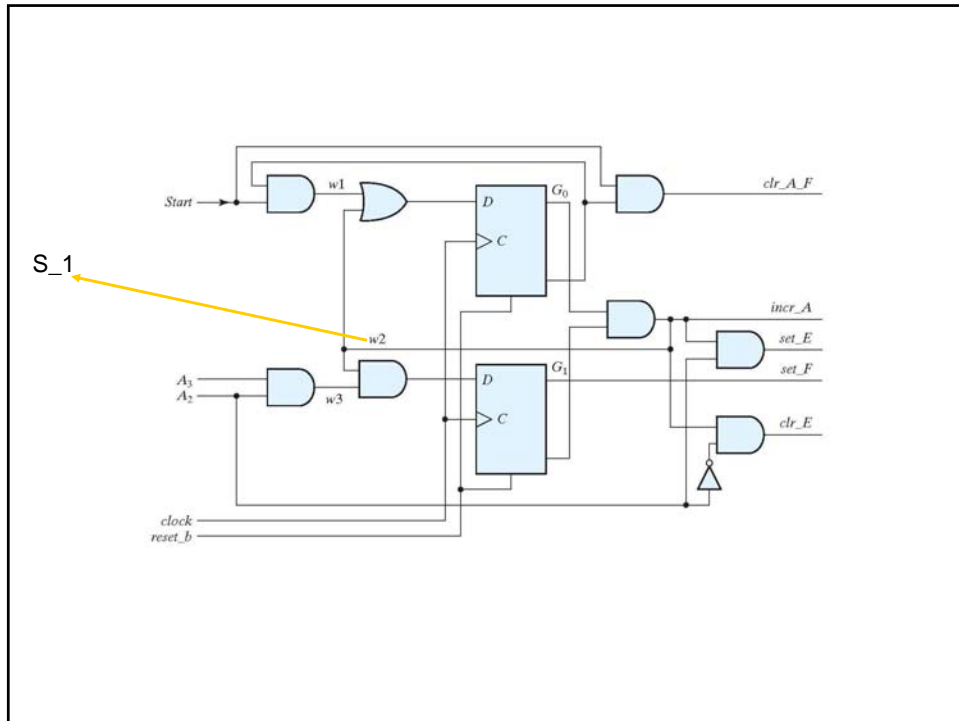 w1
G₀
clr_A_F
Start
D
C
S_1
incr_A
w2
set_E
G₁
set_F
A₃
D
A₂
w3
C
clr_E
clock
reset_b